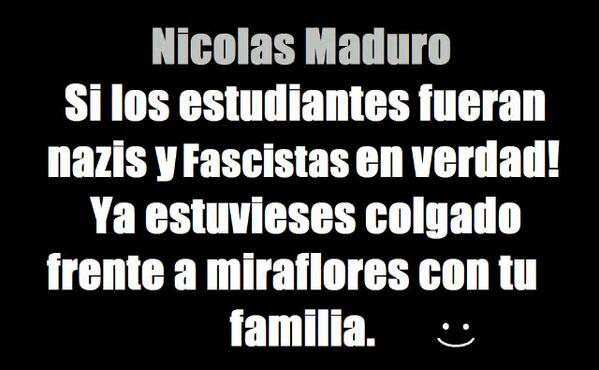 Nicolas Maduro
Si los estudiantes fueran
nazis y Fascistas en verdad!
Ya estuvieses colgado
frente a miraflores con tu
familia.